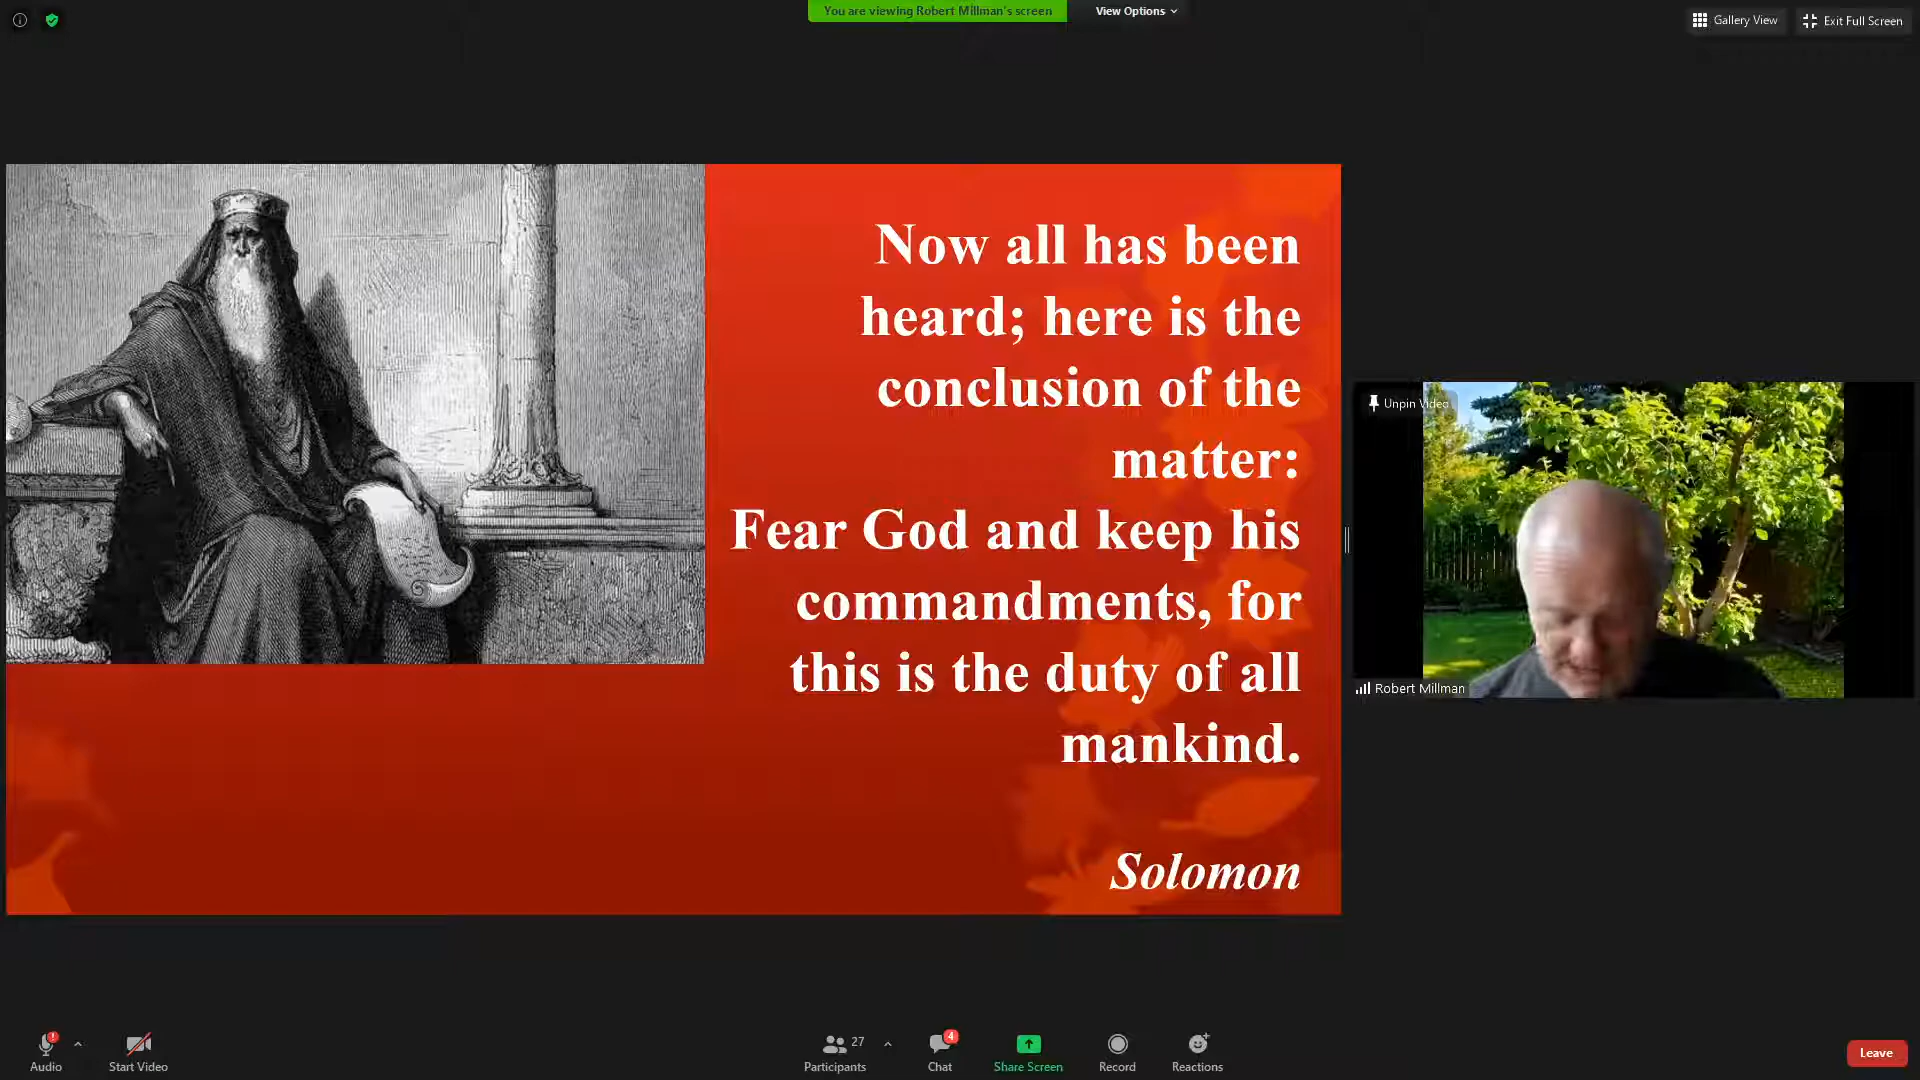 You are viewing Robert Millman's screen
View Options
Gallery View
Exit Full Screen
Now all has been
heard; here is the
conclusion of the
matter:
Fear God and keep his
commandments, for
this is the duty of all
mankind.
Solomon
Unpin Video
Robert Millman
Audio
Start Video
27
Participants
4
Chat
Share Screen
Record
Reactions
Leave